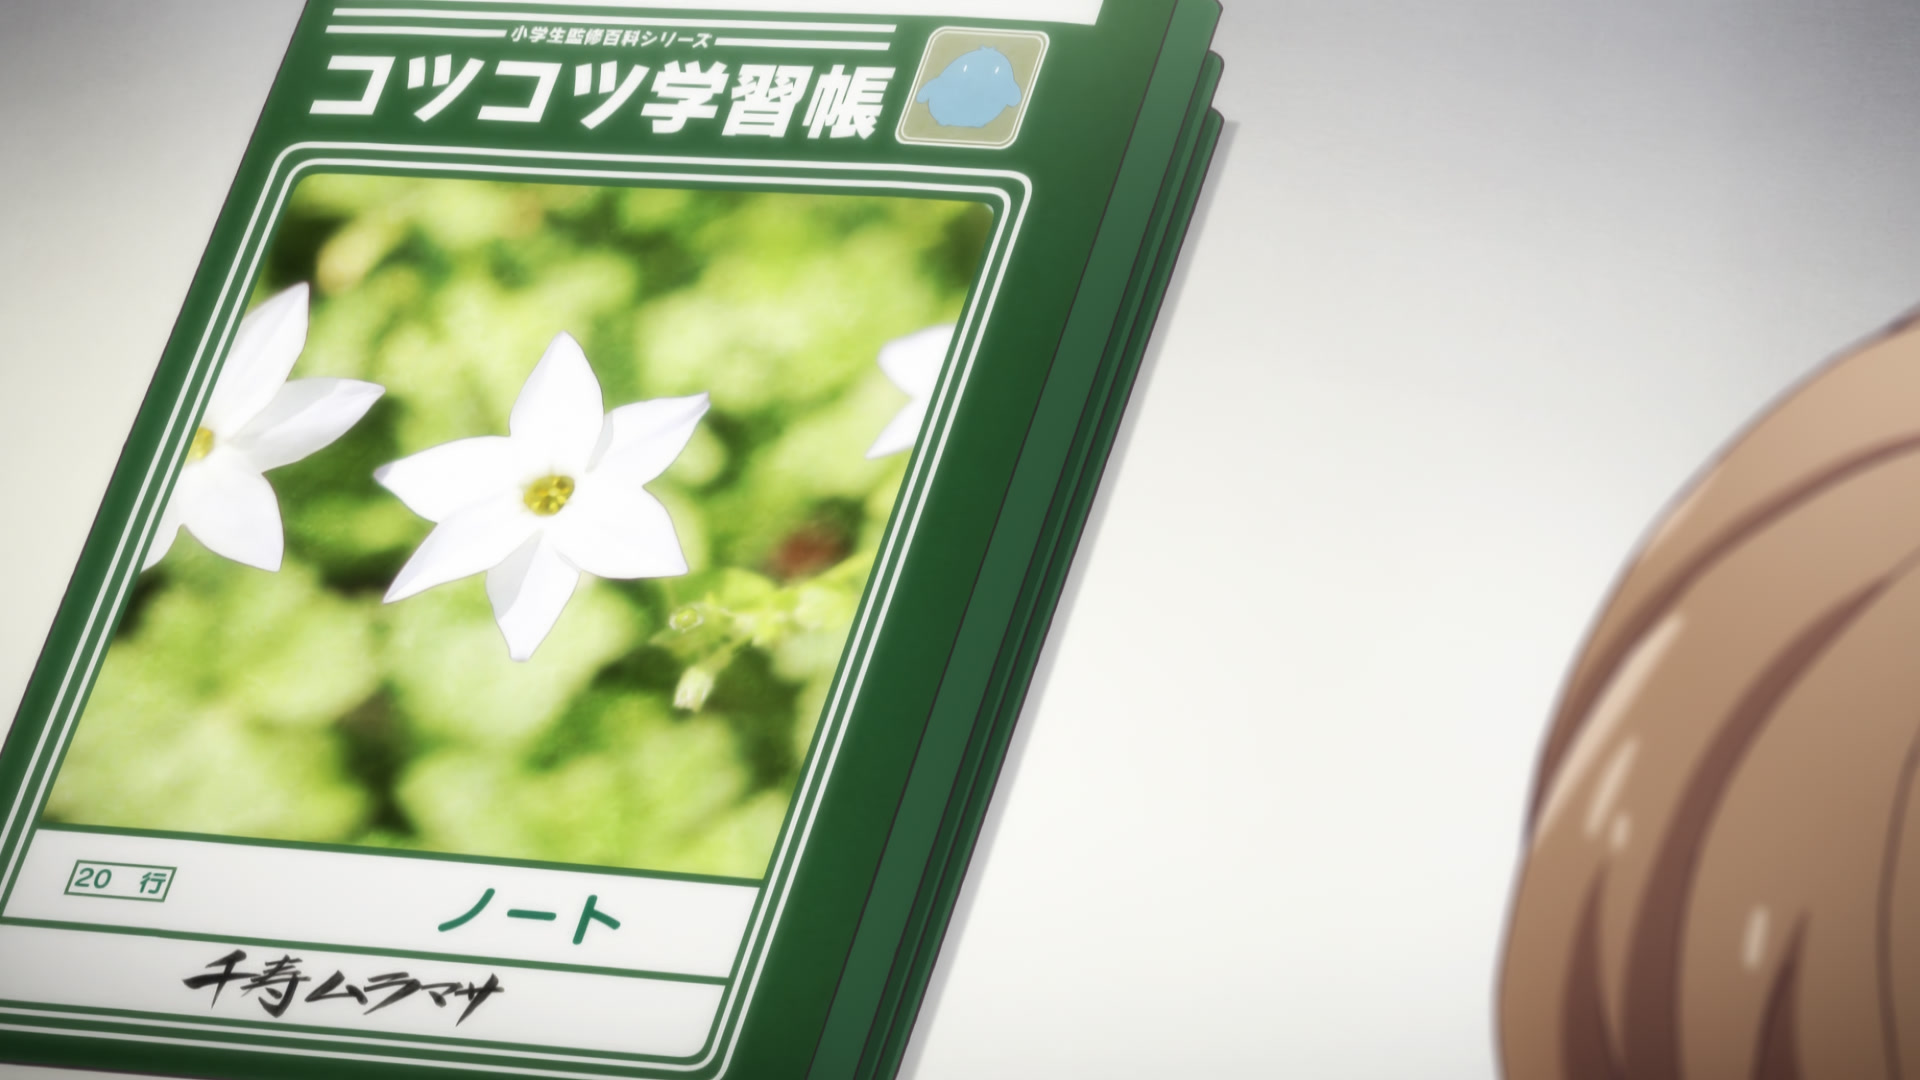 小学生監修百科シリーズ
コツコツ学習帳
20 行
ノート
千寿ムラマサ